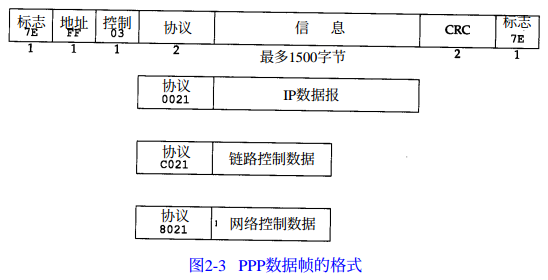 标志 地址 控制 协议 信 息 CRC 标志
7E FF 03 7E
1 1 1 2 最多1500字节 2 1
协议 IP数据报
0021
协议 链路控制数据
C021
协议 网络控制数据
8021
图2-3 PPP数据帧的格式